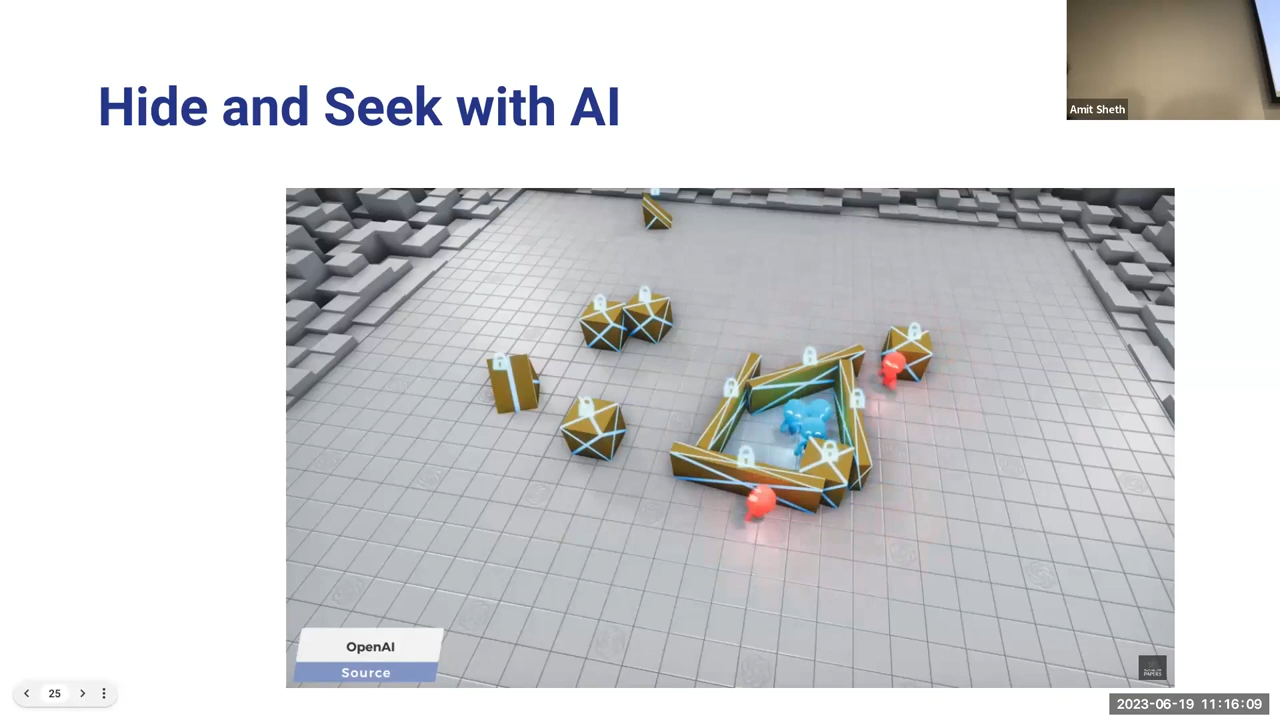 Hide and Seek with AI
Amit Sheth
OpenAI
Source
25
2023-06-19 11:16:09